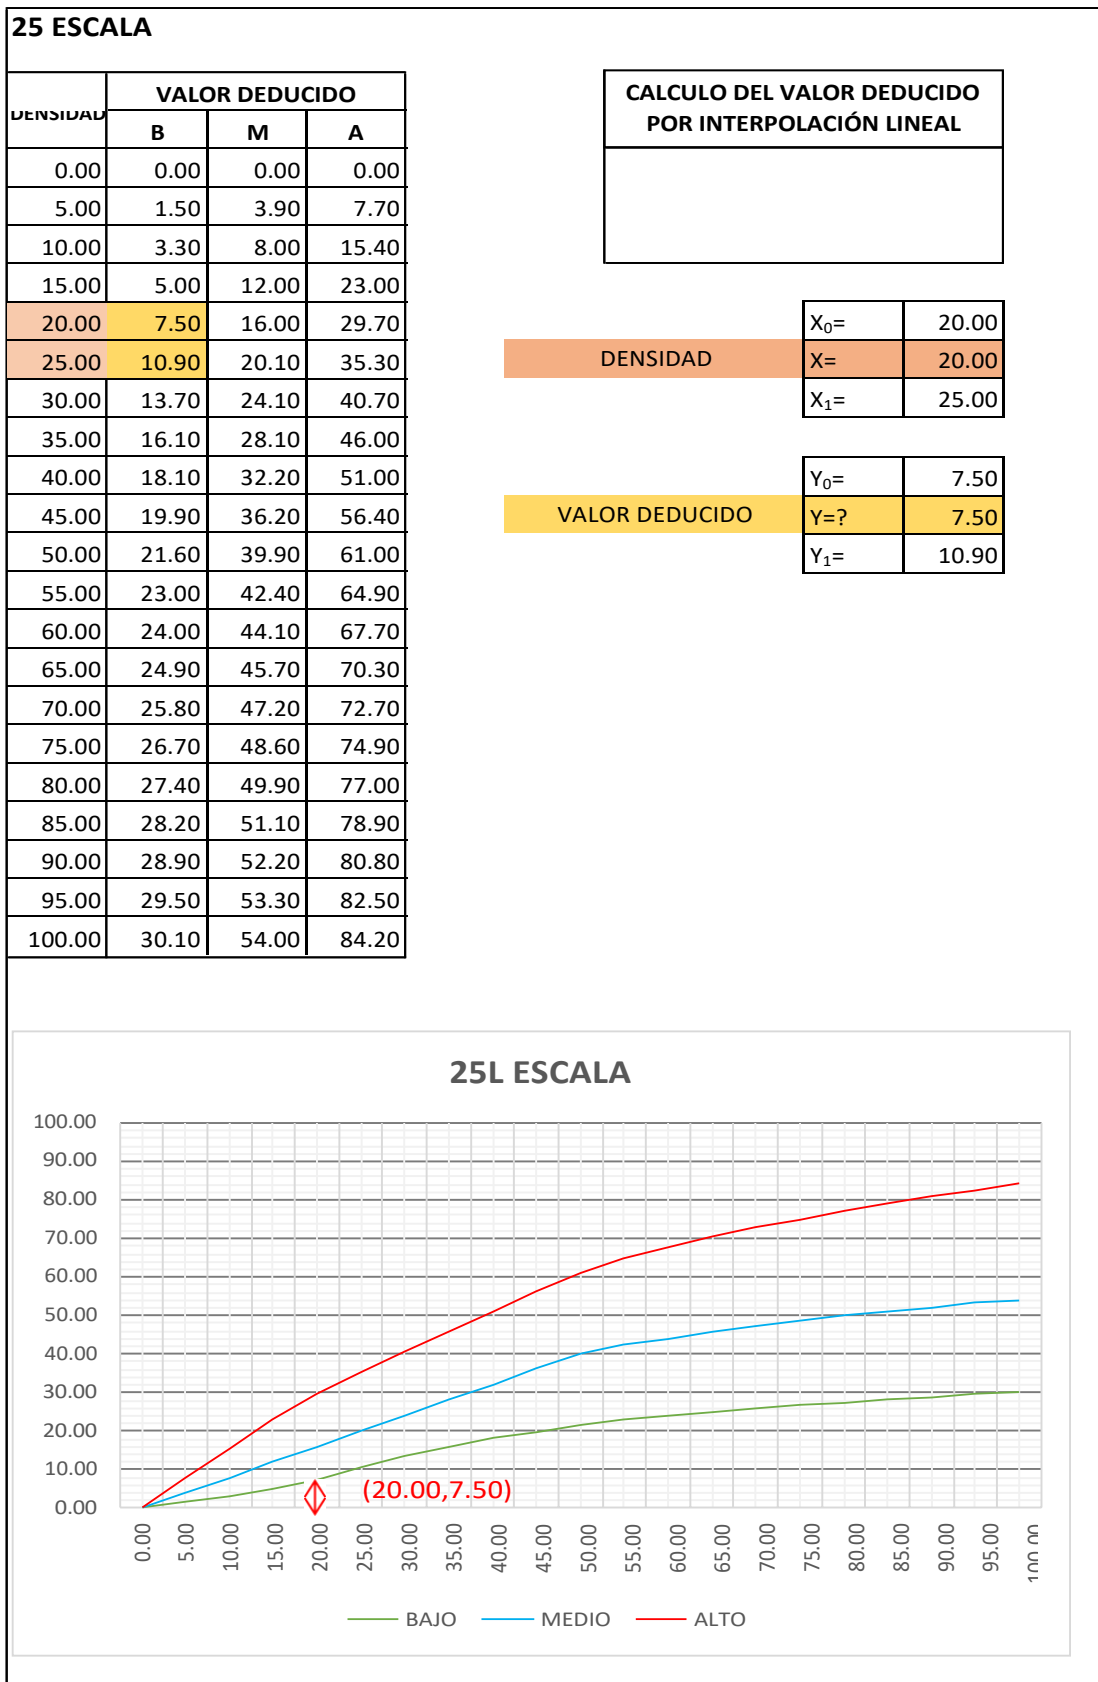 25 ESCALA
DENSIDAD VALOR DEDUCIDO
B M A
0.00 0.00 0.00 0.00
5.00 1.50 3.90 7.70
10.00 3.30 8.00 15.40
15.00 5.00 12.00 23.00
20.00 7.50 16.00 29.70
25.00 10.90 20.10 35.30
30.00 13.70 24.10 40.70
35.00 16.10 28.10 46.00
40.00 18.10 32.20 51.00
45.00 19.90 36.20 56.40
50.00 21.60 39.90 61.00
55.00 23.00 42.40 64.90
60.00 24.00 44.10 67.70
65.00 24.90 45.70 70.30
70.00 25.80 47.20 72.70
75.00 26.70 48.60 74.90
80.00 27.40 49.90 77.00
85.00 28.20 51.10 78.90
90.00 28.90 52.20 80.80
95.00 29.50 53.30 82.50
100.00 30.10 54.00 84.20
CALCULO DEL VALOR DEDUCIDO
POR INTERPOLACIÓN LINEAL
X₀= 20.00
DENSIDAD X= 20.00
X₁= 25.00
Y₀= 7.50
VALOR DEDUCIDO Y=? 7.50
Y₁= 10.90
25L ESCALA
100.00
90.00
80.00
70.00
60.00
50.00
40.00
30.00
20.00
10.00
0.00
(20.00,7.50)
0.00 5.00 10.00 15.00 20.00 25.00 30.00 35.00 40.00 45.00 50.00 55.00 60.00 65.00 70.00 75.00 80.00 85.00 90.00 95.00 100.00
BAJO MEDIO ALTO